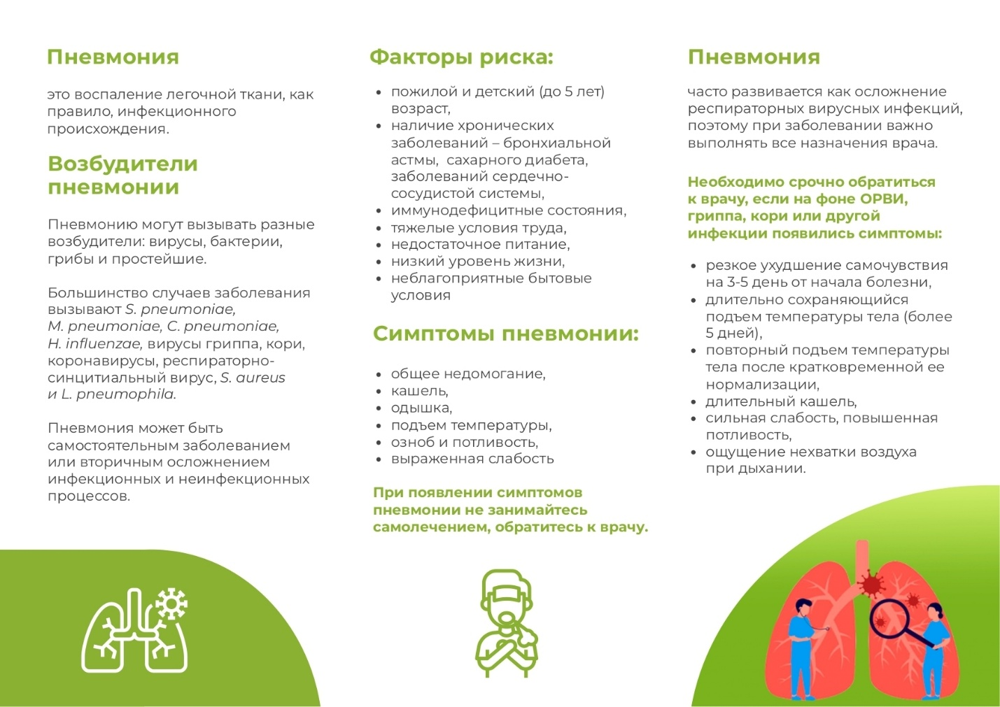 Пневмония
это воспаление легочной ткани, как
правило, инфекционного
происхождения.
Возбудители
пневмонии
Пневмонию могут вызывать разные
возбудители: вирусы, бактерии,
грибы и простейшие.
Большинство случаев заболевания
вызывают S. pneumoniae,
M. pneumoniae, C. pneumoniae,
H. influenzae, вирусы гриппа, кори,
коронавирусы, респираторно-
синцитиальный вирус, S. aureus
и L. pneumophila.
Пневмония может быть
самостоятельным заболеванием
или вторичным осложнением
инфекционных и неинфекционных
процессов.
Факторы риска:
• пожилой и детский (до 5 лет)
возраст,
• наличие хронических
заболеваний – бронхиальной
астмы, сахарного диабета,
заболеваний сердечно-
сосудистой системы,
• иммунодефицитные состояния,
• тяжелые условия труда,
• недостаточное питание,
• низкий уровень жизни,
• неблагоприятные бытовые
условия
Симптомы пневмонии:
• общее недомогание,
• кашель,
• одышка,
• подъем температуры,
• озноб и потливость,
• выраженная слабость
При появлении симптомов
пневмонии не занимайтесь
самолечением, обратитесь к врачу.
Пневмония
часто развивается как осложнение
респираторных вирусных инфекций,
поэтому при заболевании важно
выполнять все назначения врача.
Необходимо срочно обратиться
к врачу, если на фоне ОРВИ,
гриппа, кори или другой
инфекции появились симптомы:
• резкое ухудшение самочувствия
на 3-5 день от начала болезни,
• длительно сохраняющийся
подъем температуры тела (более
5 дней),
• повторный подъем температуры
тела после кратковременной ее
нормализации,
• длительный кашель,
• сильная слабость, повышенная
потливость,
• ощущение нехватки воздуха
при дыхании.